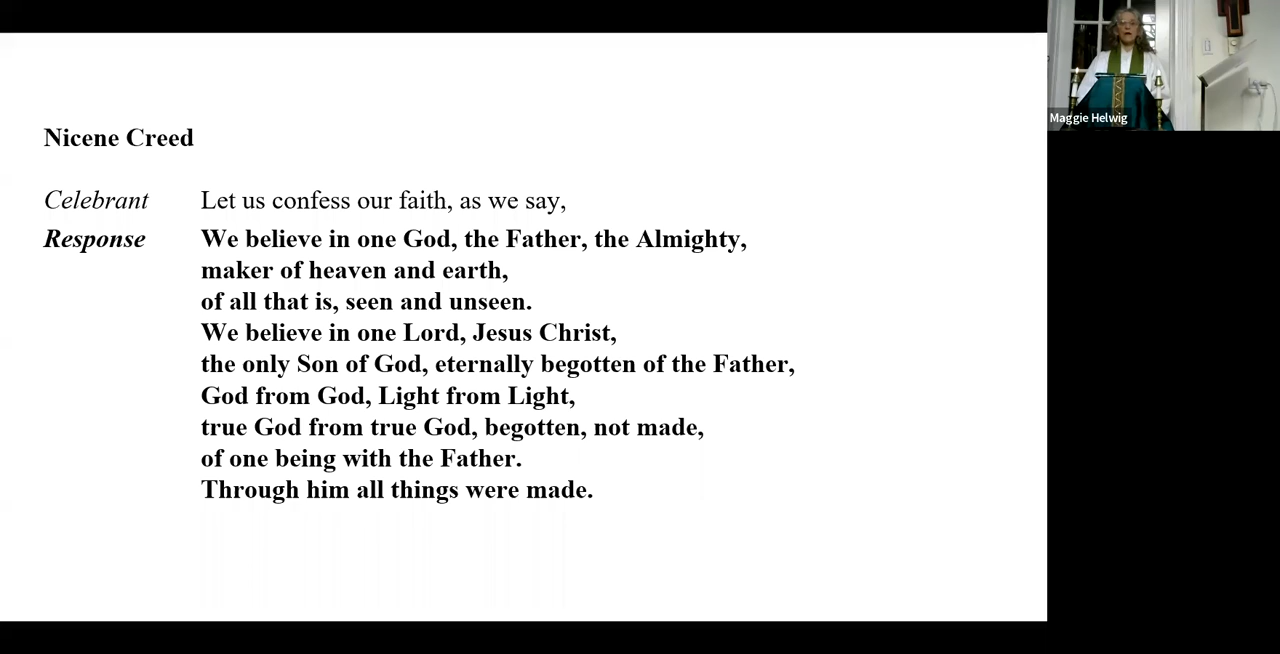 Nicene Creed
Celebrant Let us confess our faith, as we say,
Response We believe in one God, the Father, the Almighty,
maker of heaven and earth,
of all that is, seen and unseen.
We believe in one Lord, Jesus Christ,
the only Son of God, eternally begotten of the Father,
God from God, Light from Light,
true God from true God, begotten, not made,
of one being with the Father.
Through him all things were made.
Maggie Helwig